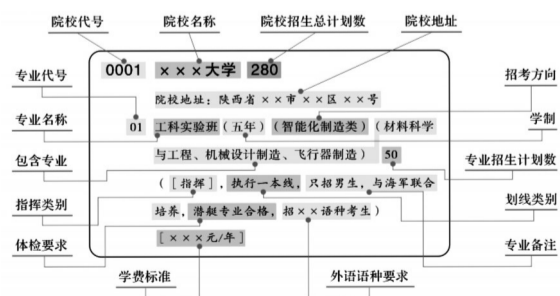 院校代号 院校名称 院校招生总计划数 院校地址
0001 ×××大学 280
院校地址：陕西省××市××区××号
01 工科实验班（五年）（智能化制造类）（材料科学
与工程、机械设计制造、飞行器制造） 50
（［指挥］，执行一本线，只招男生，与海军联合
培养，潜艇专业合格，招××语种考生）
［×××元/年］
专业代号
专业名称
包含专业
指挥类别
体检要求
招考方向
学制
专业招生计划数
划线类别
专业备注
学费标准 外语语种要求